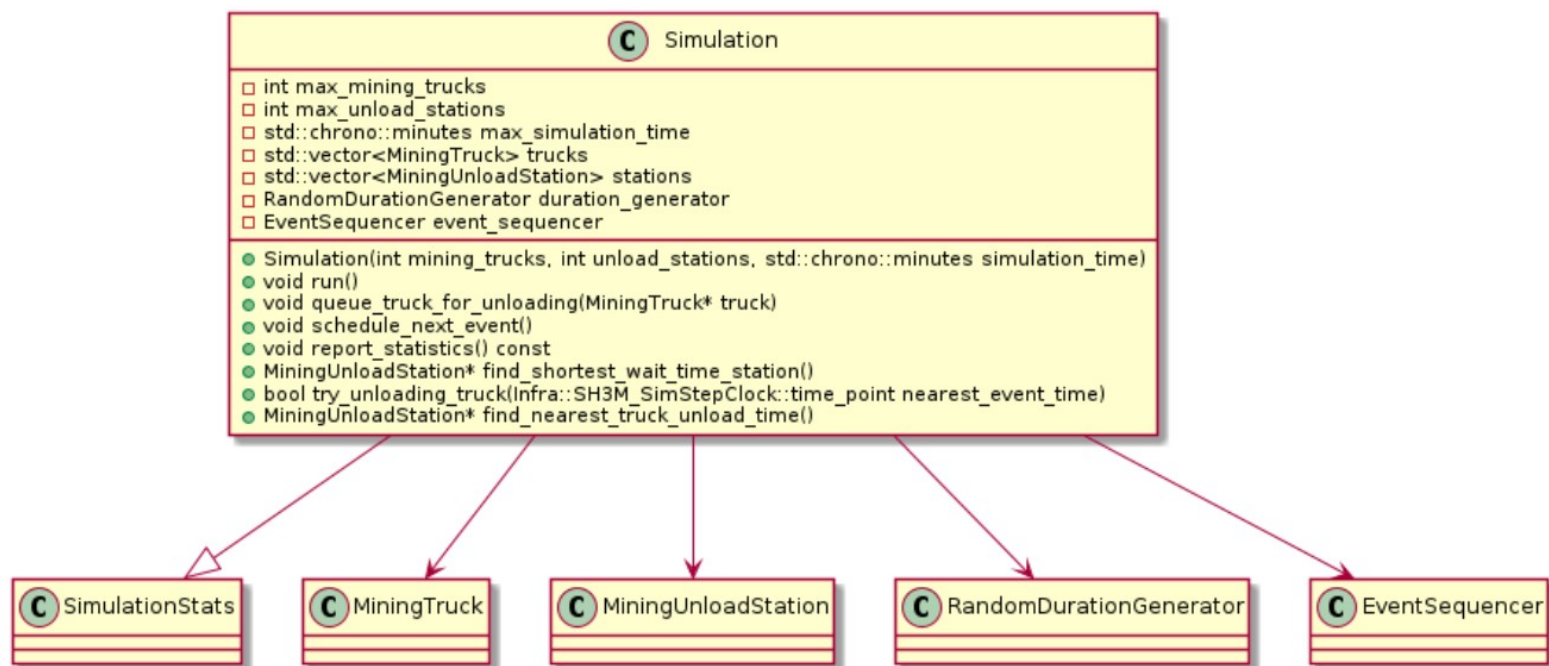 C Simulation
int max_mining_trucks
int max_unload_stations
std::chrono::minutes max_simulation_time
std::vector<MiningTruck> trucks
std::vector<MiningUnloadStation> stations
RandomDurationGenerator duration_generator
EventSequencer event_sequencer
Simulation(int mining_trucks, int unload_stations, std::chrono::minutes simulation_time)
void run()
void queue_truck_for_unloading(MiningTruck* truck)
void schedule_next_event()
void report_statistics() const
MiningUnloadStation* find_shortest_wait_time_station()
bool try_unloading_truck(Infra::SH3M_SimStepClock::time_point nearest_event_time)
MiningUnloadStation* find_nearest_truck_unload_time()
C SimulationStats
C MiningTruck
C MiningUnloadStation
C RandomDurationGenerator
C EventSequencer